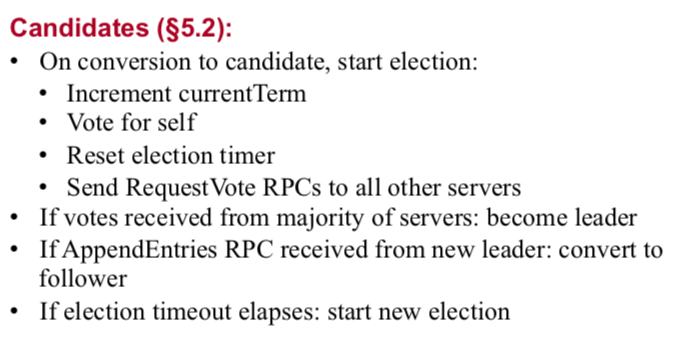 Candidates (§5.2):
• On conversion to candidate, start election:
• Increment currentTerm
• Vote for self
• Reset election timer
• Send RequestVote RPCs to all other servers
• If votes received from majority of servers: become leader
• If AppendEntries RPC received from new leader: convert to
follower
• If election timeout elapses: start new election